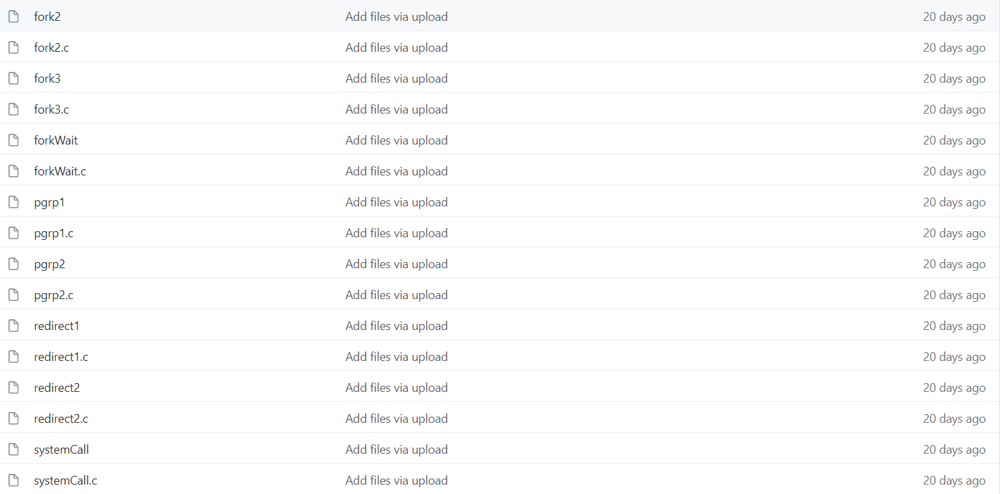 fork2 Add files via upload 20 days ago
fork2.c Add files via upload 20 days ago
fork3 Add files via upload 20 days ago
fork3.c Add files via upload 20 days ago
forkWait Add files via upload 20 days ago
forkWait.c Add files via upload 20 days ago
pgrp1 Add files via upload 20 days ago
pgrp1.c Add files via upload 20 days ago
pgrp2 Add files via upload 20 days ago
pgrp2.c Add files via upload 20 days ago
redirect1 Add files via upload 20 days ago
redirect1.c Add files via upload 20 days ago
redirect2 Add files via upload 20 days ago
redirect2.c Add files via upload 20 days ago
systemCall Add files via upload 20 days ago
systemCall.c Add files via upload 20 days ago